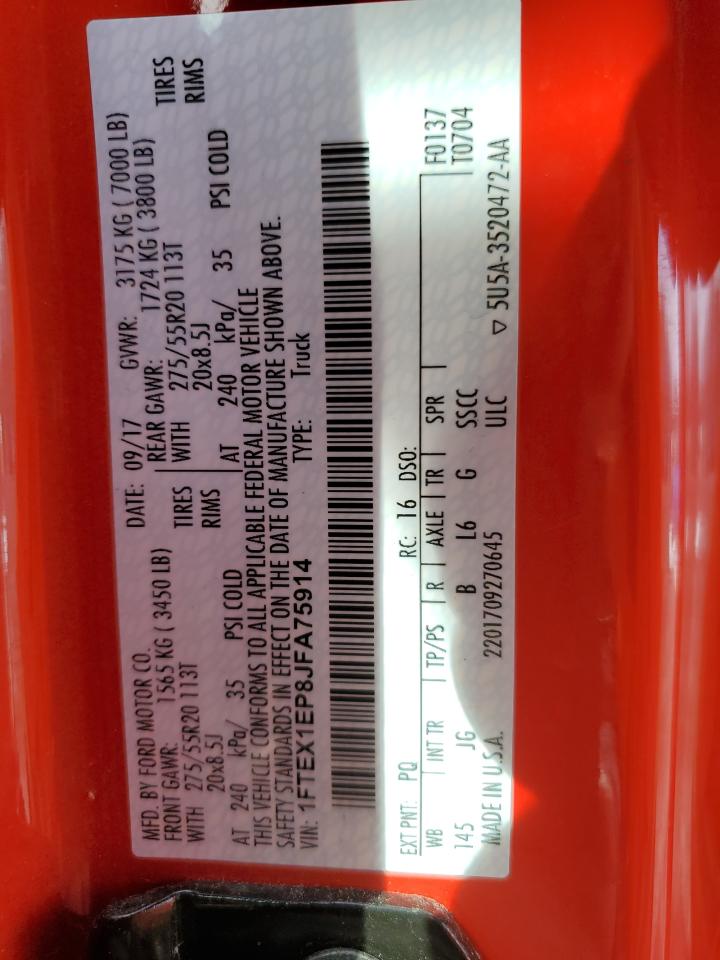 MFD. BY FORD MOTOR CO. DATE: 09/17 GVWR: 3175 KG ( 7000 LB)
FRONT GAWR: 1565 KG ( 3450 LB) REAR GAWR: 1724 KG ( 3800 LB)
WITH 275/55R20 113T TIRES WITH 275/55R20 113T TIRES
20x8.5J RIMS 20x8.5J RIMS
AT 240 kPa/ 35 PSI COLD AT 240 kPa/ 35 PSI COLD
THIS VEHICLE CONFORMS TO ALL APPLICABLE FEDERAL MOTOR VEHICLE
SAFETY STANDARDS IN EFFECT ON THE DATE OF MANUFACTURE SHOWN ABOVE.
VIN: 1FTEX1EP8JFA75914 TYPE: Truck
EXT PNT: PQ RC: 16 DSO: F0137
WB INT TR TP/PS R AXLE TR SPR T0704
145 JG B L6 G SSCC
MADE IN U.S.A. 2201709270645 ULC ▽ 5U5A-3520472-AA